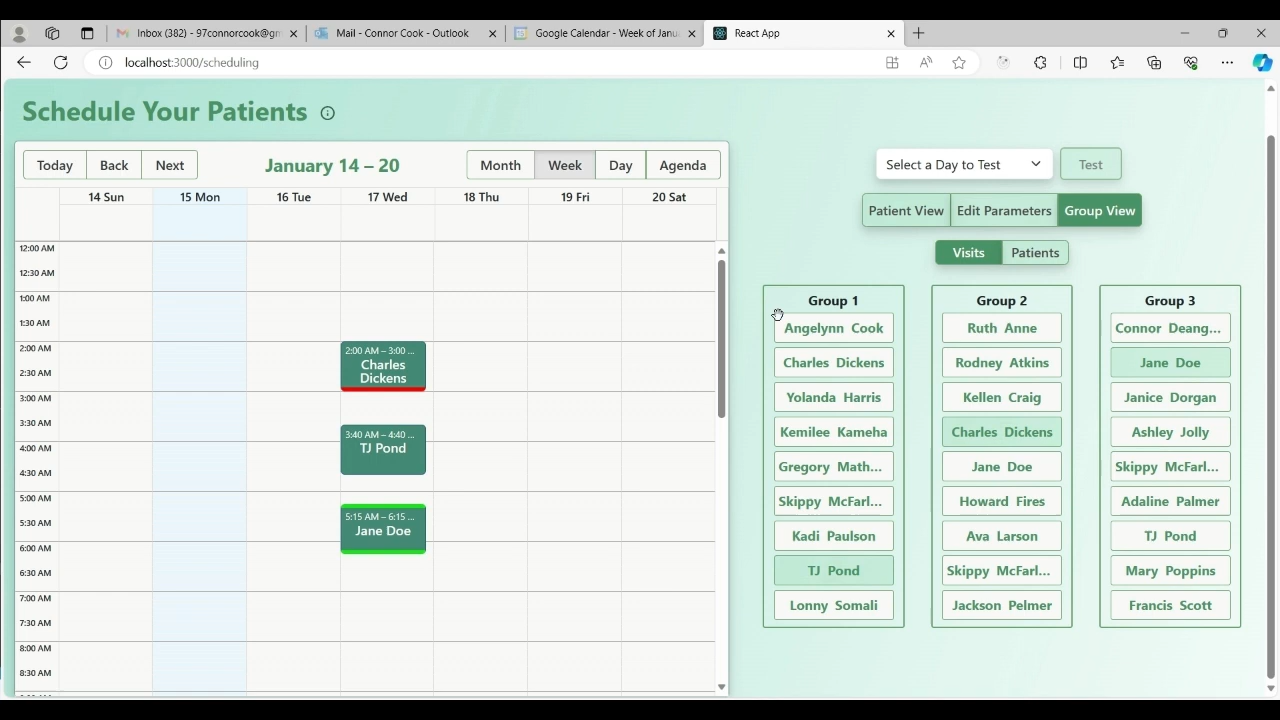 Inbox (382) - 97connorcook@gm
Mail - Connor Cook - Outlook
Google Calendar - Week of Janu
React App
localhost:3000/scheduling
Schedule Your Patients
Today
Back
Next
January 14 – 20
Month
Week
Day
Agenda
14 Sun
15 Mon
16 Tue
17 Wed
18 Thu
19 Fri
20 Sat
12:00 AM
12:30 AM
1:00 AM
1:30 AM
2:00 AM
2:30 AM
3:00 AM
3:30 AM
4:00 AM
4:30 AM
5:00 AM
5:30 AM
6:00 AM
6:30 AM
7:00 AM
7:30 AM
8:00 AM
8:30 AM
2:00 AM – 3:00 ...
Charles
Dickens
3:40 AM – 4:40 ...
TJ Pond
5:15 AM – 6:15 ...
Jane Doe
Select a Day to Test
Test
Patient View
Edit Parameters
Group View
Visits
Patients
Group 1
Angelynn Cook
Charles Dickens
Yolanda Harris
Kemilee Kameha
Gregory Math...
Skippy McFarl...
Kadi Paulson
TJ Pond
Lonny Somali
Group 2
Ruth Anne
Rodney Atkins
Kellen Craig
Charles Dickens
Jane Doe
Howard Fires
Ava Larson
Skippy McFarl...
Jackson Pelmer
Group 3
Connor Deang...
Jane Doe
Janice Dorgan
Ashley Jolly
Skippy McFarl...
Adaline Palmer
TJ Pond
Mary Poppins
Francis Scott